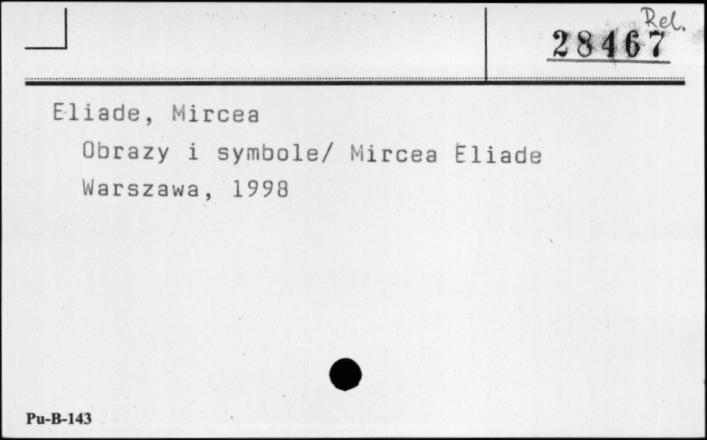 Rel.
28467
Eliade, Mircea
Obrazy i symbole/ Mircea Eliade
Warszawa, 1998
Pu-B-143